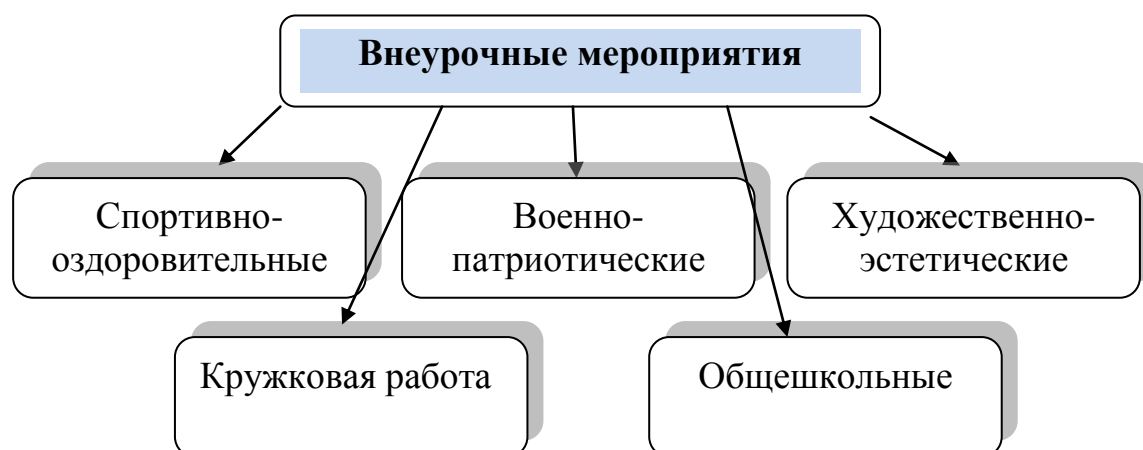 Внеурочные мероприятия
Спортивно-
оздоровительные
Военно-
патриотические
Художественно-
эстетические
Кружковая работа
Общешкольные